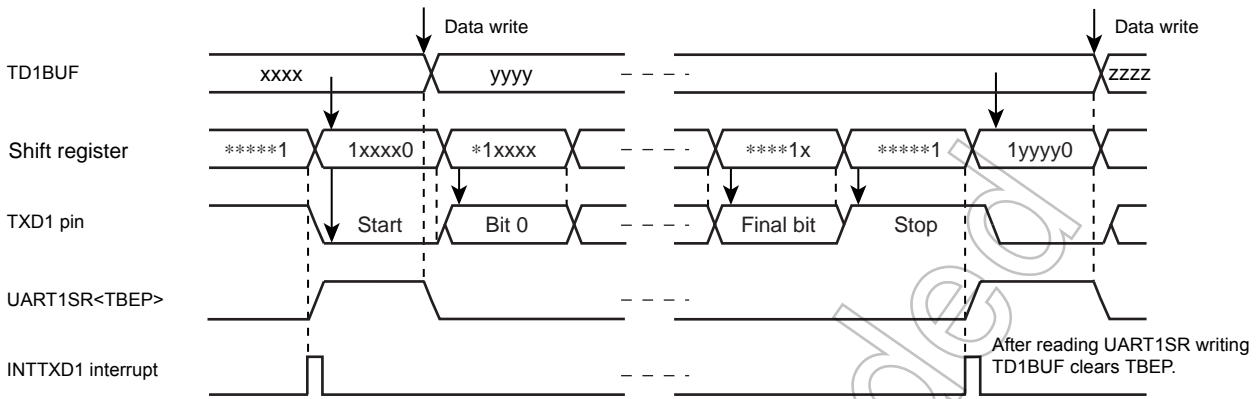 Data write
Data write
TD1BUF
xxxx
yyyy
zzzz
Shift register
*****1
1xxxx0
*1xxxx
****1x
*****1
1yyyy0
TXD1 pin
Start
Bit 0
Final bit
Stop
UART1SR<TBEP>
INTTXD1 interrupt
After reading UART1SR writing
TD1BUF clears TBEP.